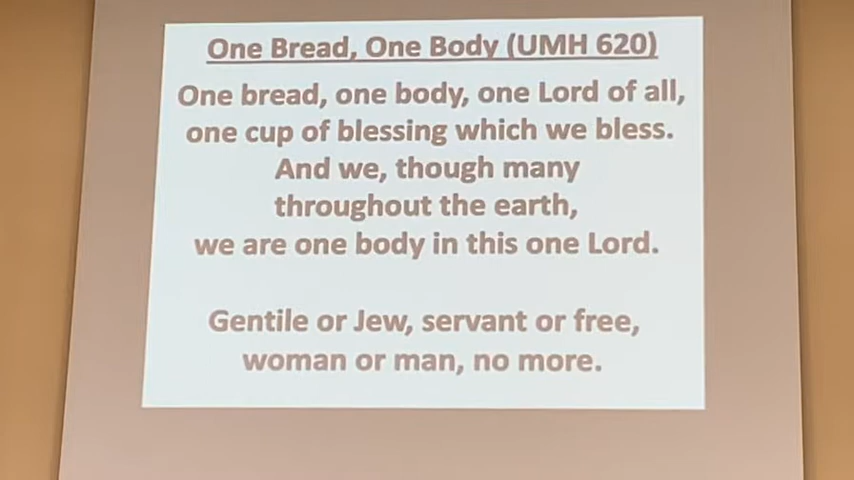 One Bread, One Body (UMH 620)
One bread, one body, one Lord of all,
one cup of blessing which we bless.
And we, though many
throughout the earth,
we are one body in this one Lord.
Gentile or Jew, servant or free,
woman or man, no more.